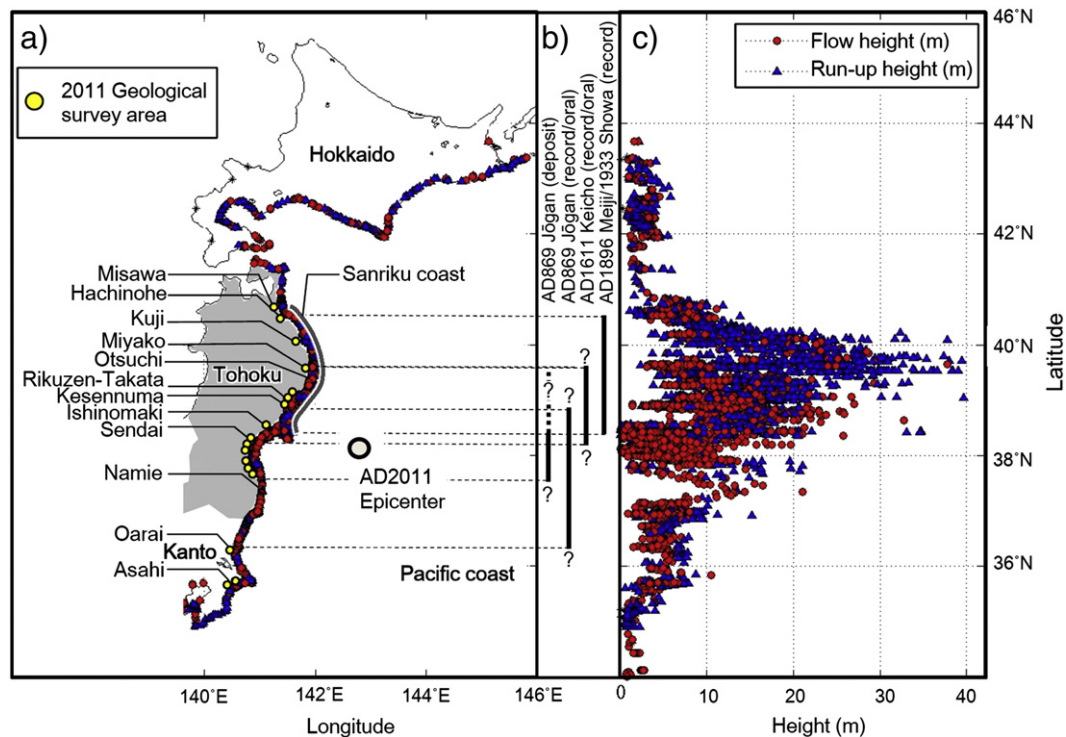 a)
2011 Geological
survey area
Hokkaido
Misawa
Hachinohe
Kuji
Miyako
Otsuchi
Rikuzen-Takata
Kesennuma
Ishinomaki
Sendai
Namie
Oarai
Kanto
Asahi
Sanriku coast
Tohoku
AD2011
Epicenter
Pacific coast
140°E
142°E
144°E
146°E
Longitude
b)
AD869 Jōgan (deposit)
AD869 Jōgan (record/oral)
AD1611 Keicho (record/oral)
AD1896 Meiji/1933 Showa (record)
?
?
?
?
?
?
c)
Flow height (m)
Run-up height (m)
46°N
44°N
42°N
40°N
38°N
36°N
Latitude
0
10
20
30
40
Height (m)